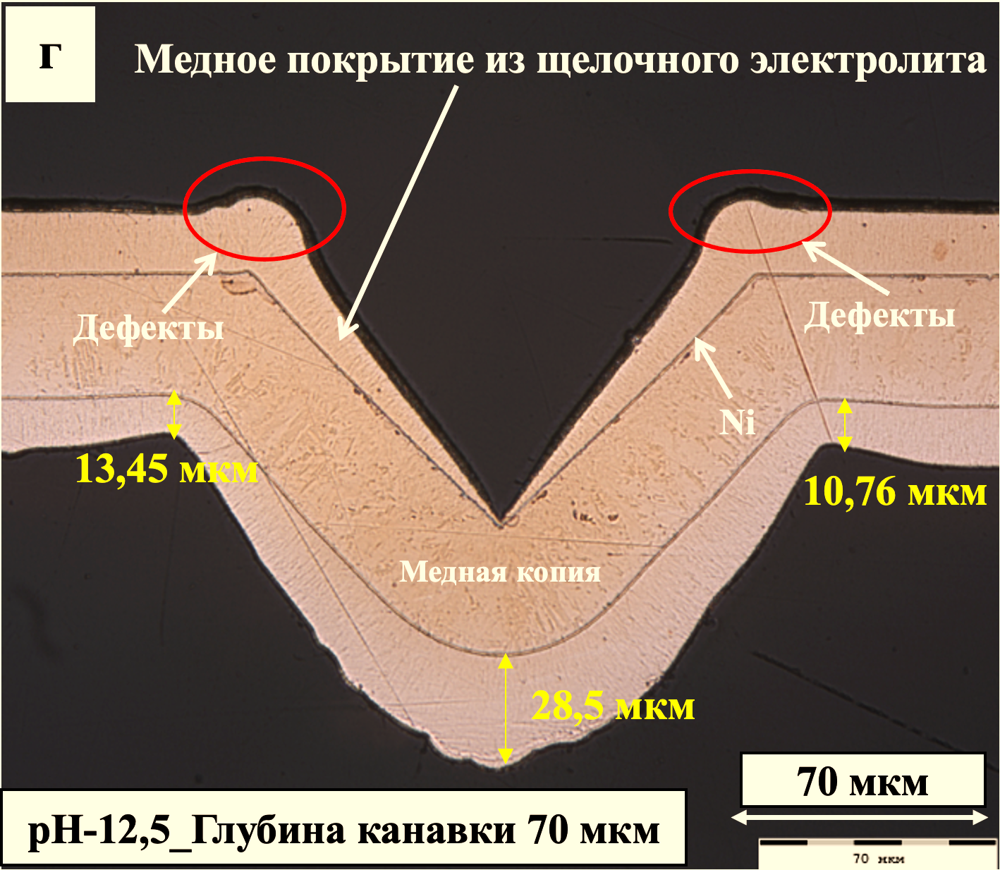 г
Медное покрытие из щелочного электролита
Дефекты
Дефекты
Ni
13,45 мкм
10,76 мкм
Медная копия
28,5 мкм
70 мкм
pH-12,5_Глубина канавки 70 мкм
70 мкм